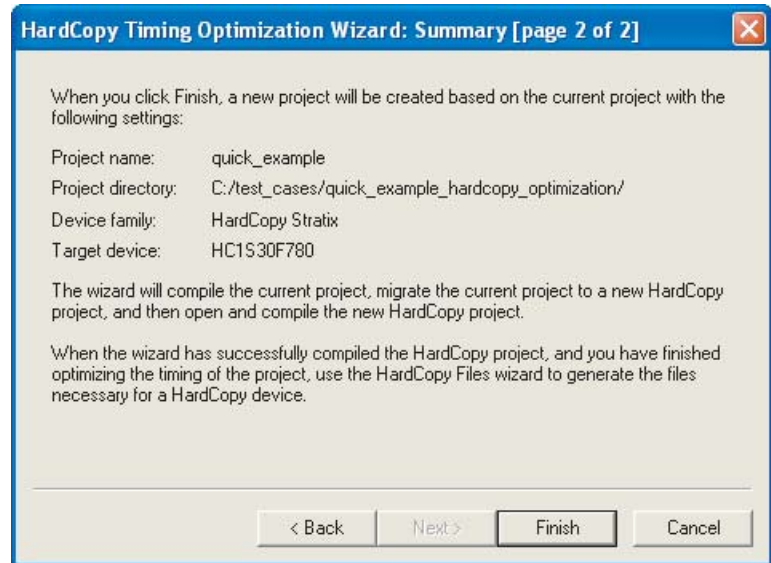 HardCopy Timing Optimization Wizard: Summary [page 2 of 2]
When you click Finish, a new project will be created based on the current project with the
following settings:
Project name: quick_example
Project directory: C:/test_cases/quick_example_hardcopy_optimization/
Device family: HardCopy Stratix
Target device: HC1S30F780
The wizard will compile the current project, migrate the current project to a new HardCopy
project, and then open and compile the new HardCopy project.
When the wizard has successfully compiled the HardCopy project, and you have finished
optimizing the timing of the project, use the HardCopy Files wizard to generate the files
necessary for a HardCopy device.
< Back Next > Finish Cancel